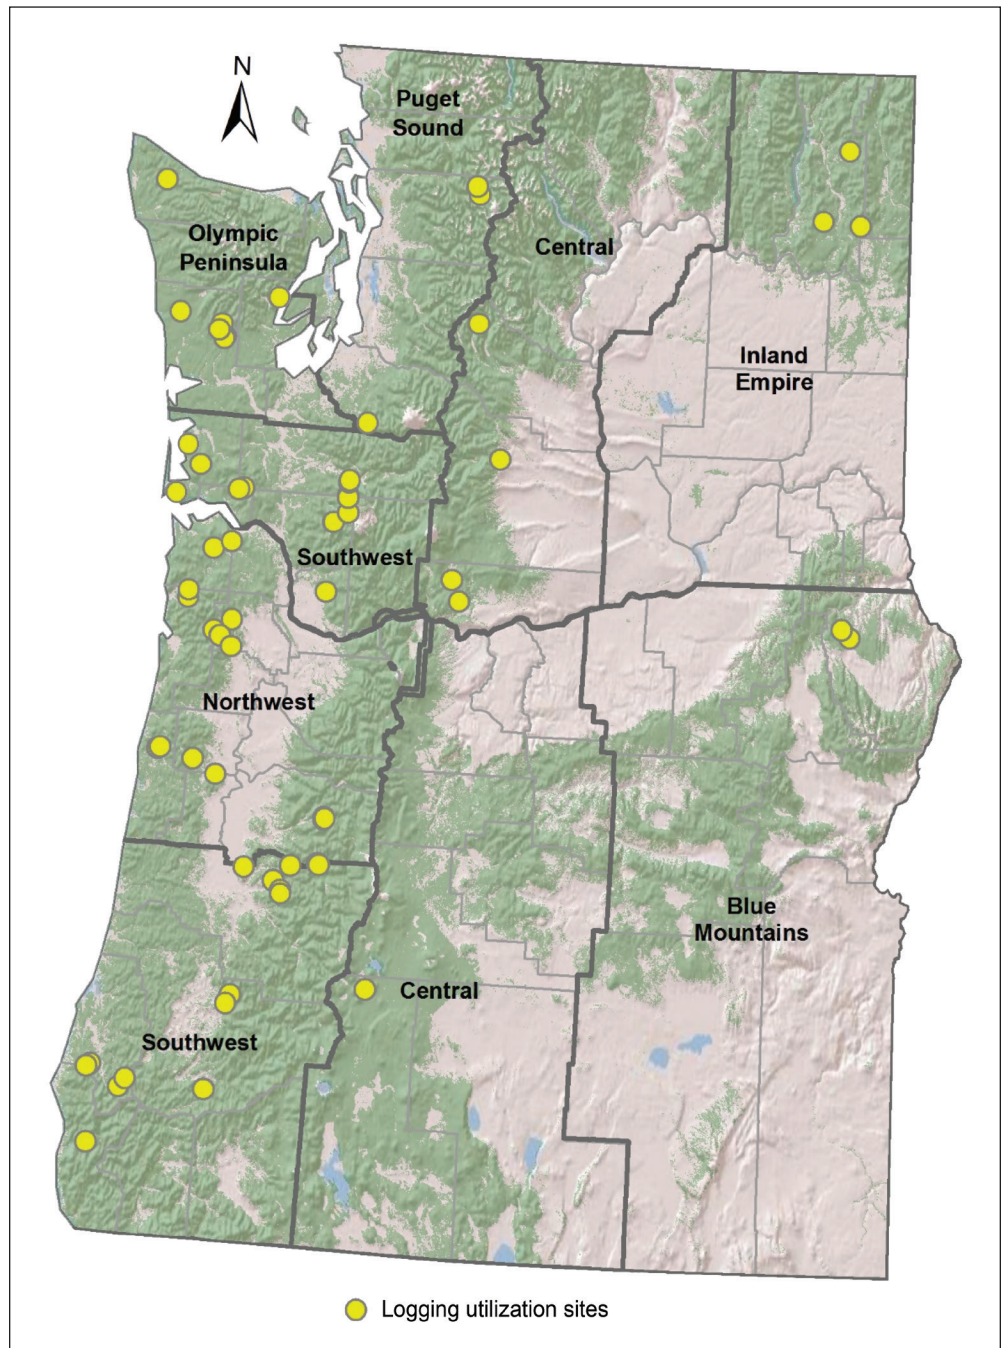 N
Puget
Sound
Olympic
Peninsula
Central
Inland
Empire
Southwest
Northwest
Blue
Mountains
Central
Southwest
Logging utilization sites